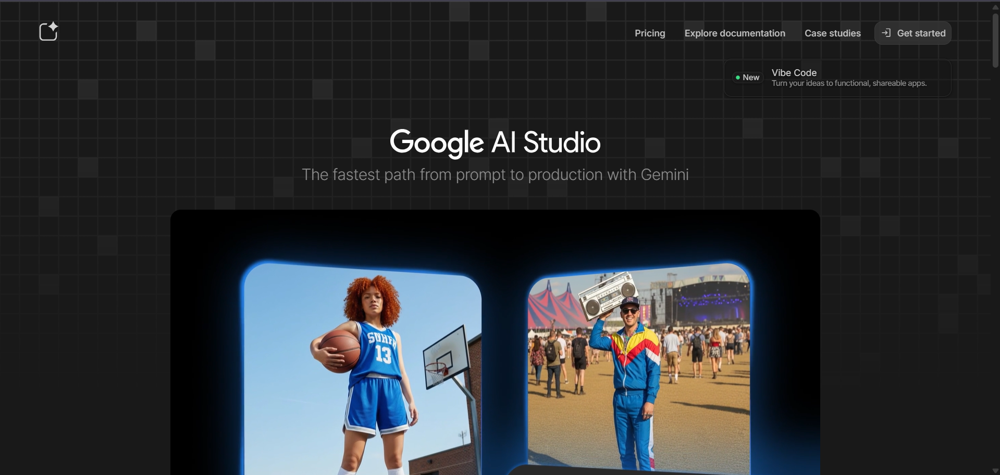 Pricing
Explore documentation
Case studies
Get started
New
Vibe Code
Turn your ideas to functional, shareable apps.
Google AI Studio
The fastest path from prompt to production with Gemini
13